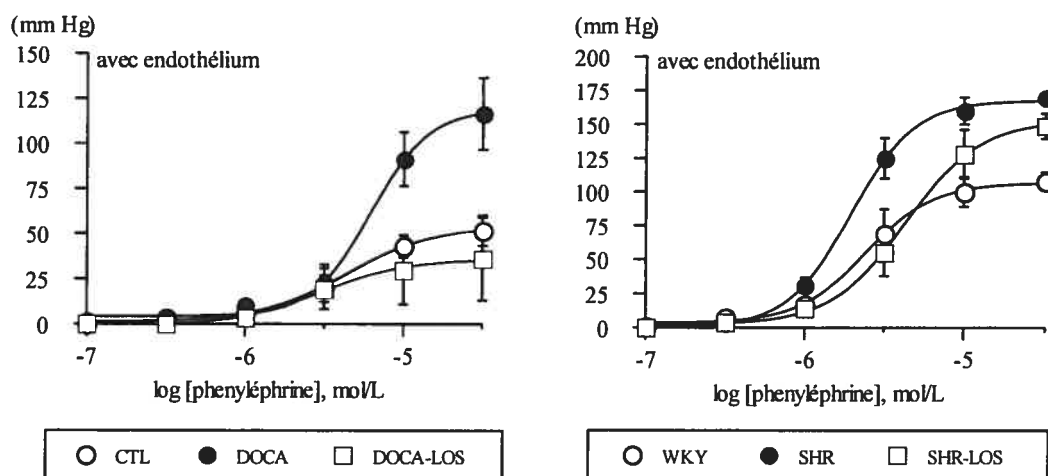 (mm Hg)
150
avec endothélium
125
100
75
50
25
0
-7
-6
-5
log [phenyléphrine], mol/L
CTL
DOCA
DOCA-LOS
(mm Hg)
200
avec endothélium
175
150
125
100
75
50
25
0
-7
-6
-5
log [phenyléphrine], mol/L
WKY
SHR
SHR-LOS